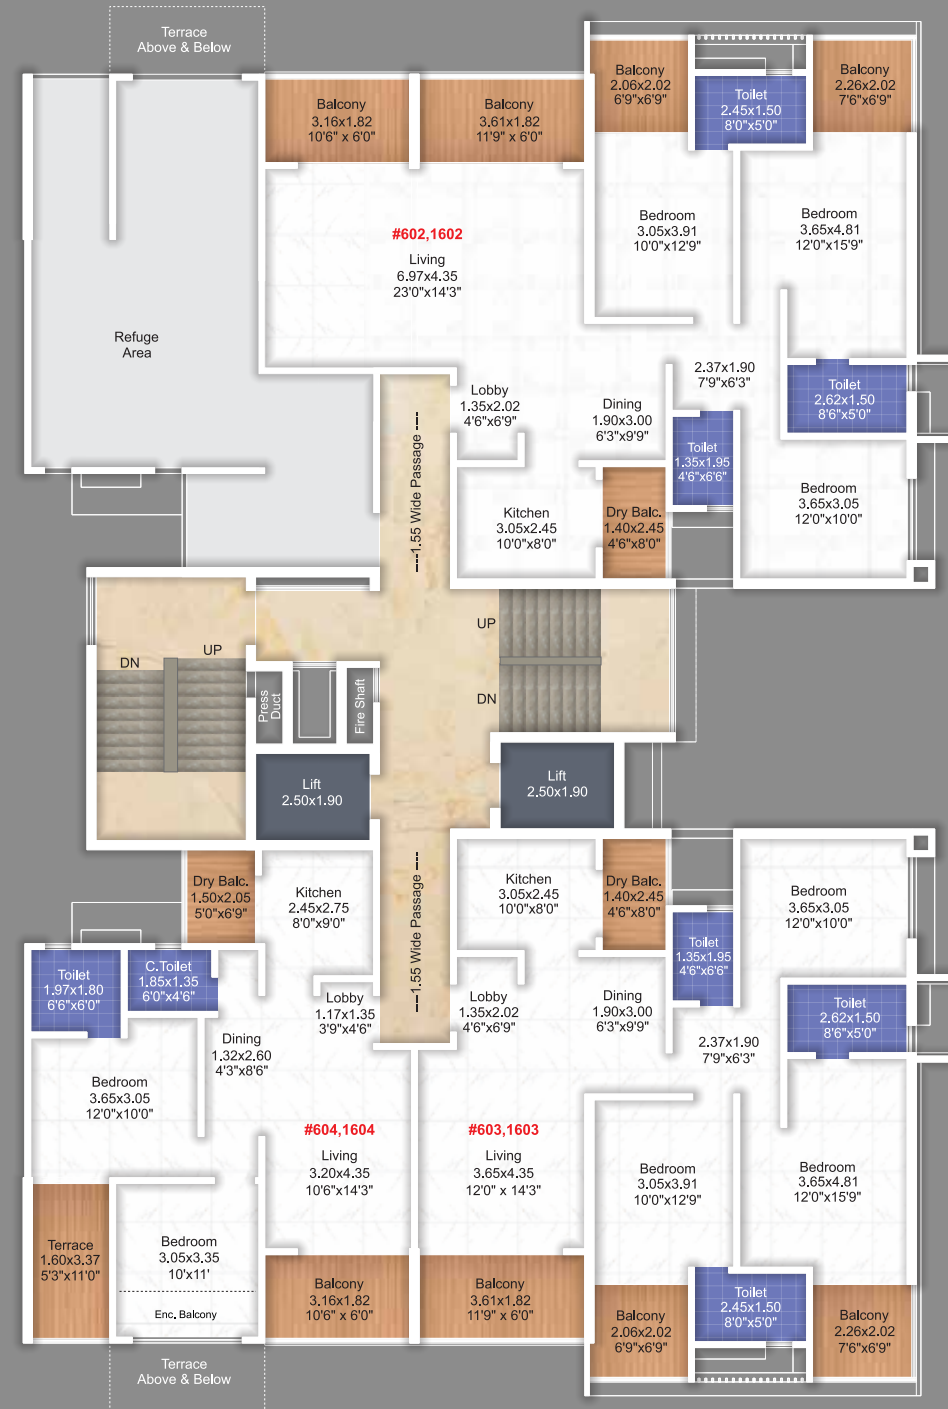 Terrace
Above & Below
Balcony
3.16x1.82
10'6" x 6'0"
Balcony
3.61x1.82
11'9" x 6'0"
Balcony
2.06x2.02
6'9"x6'9"
Toilet
2.45x1.50
8'0"x5'0"
Balcony
2.26x2.02
7'6"x6'9"
#602,1602
Living
6.97x4.35
23'0"x14'3"
Bedroom
3.05x3.91
10'0"x12'9"
Bedroom
3.65x4.81
12'0"x15'9"
Refuge
Area
2.37x1.90
7'9"x6'3"
Lobby
1.35x2.02
4'6"x6'9"
Dining
1.90x3.00
6'3"x9'9"
Toilet
2.62x1.50
8'6"x5'0"
Toilet
1.35x1.95
4'6"x6'6"
---1.55 Wide Passage ---
Kitchen
3.05x2.45
10'0"x8'0"
Dry Balc.
1.40x2.45
4'6"x8'0"
Bedroom
3.65x3.05
12'0"x10'0"
DN
UP
UP
DN
Press
Duct
Fire Shaft
Lift
2.50x1.90
Lift
2.50x1.90
Dry Balc.
1.50x2.05
5'0"x6'9"
Kitchen
2.45x2.75
8'0"x9'0"
---1.55 Wide Passage ---
Kitchen
3.05x2.45
10'0"x8'0"
Dry Balc.
1.40x2.45
4'6"x8'0"
Bedroom
3.65x3.05
12'0"x10'0"
Toilet
1.35x1.95
4'6"x6'6"
Toilet
1.97x1.80
6'6"x6'0"
C.Toilet
1.85x1.35
6'0"x4'6"
Lobby
1.17x1.35
3'9"x4'6"
Lobby
1.35x2.02
4'6"x6'9"
Dining
1.90x3.00
6'3"x9'9"
Toilet
2.62x1.50
8'6"x5'0"
Dining
1.32x2.60
4'3"x8'6"
2.37x1.90
7'9"x6'3"
Bedroom
3.65x3.05
12'0"x10'0"
#604,1604
Living
3.20x4.35
10'6"x14'3"
#603,1603
Living
3.65x4.35
12'0" x 14'3"
Bedroom
3.05x3.91
10'0"x12'9"
Bedroom
3.65x4.81
12'0"x15'9"
Terrace
1.60x3.37
5'3"x11'0"
Bedroom
3.05x3.35
10'x11'
Enc. Balcony
Balcony
3.16x1.82
10'6" x 6'0"
Balcony
3.61x1.82
11'9" x 6'0"
Balcony
2.06x2.02
6'9"x6'9"
Toilet
2.45x1.50
8'0"x5'0"
Balcony
2.26x2.02
7'6"x6'9"
Terrace
Above & Below